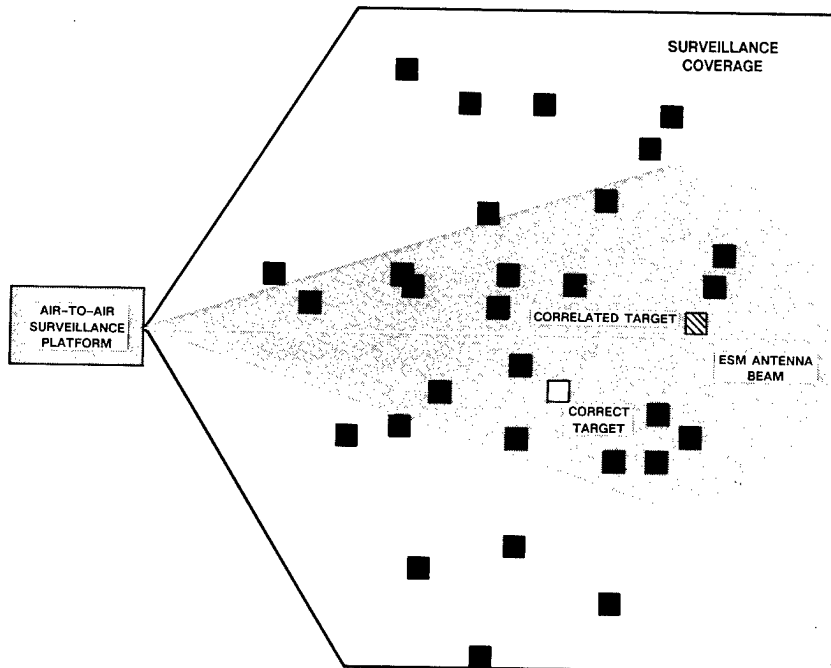 SURVEILLANCE
COVERAGE
AIR-TO-AIR
SURVEILLANCE
PLATFORM
CORRELATED TARGET
ESM ANTENNA
BEAM
CORRECT
TARGET